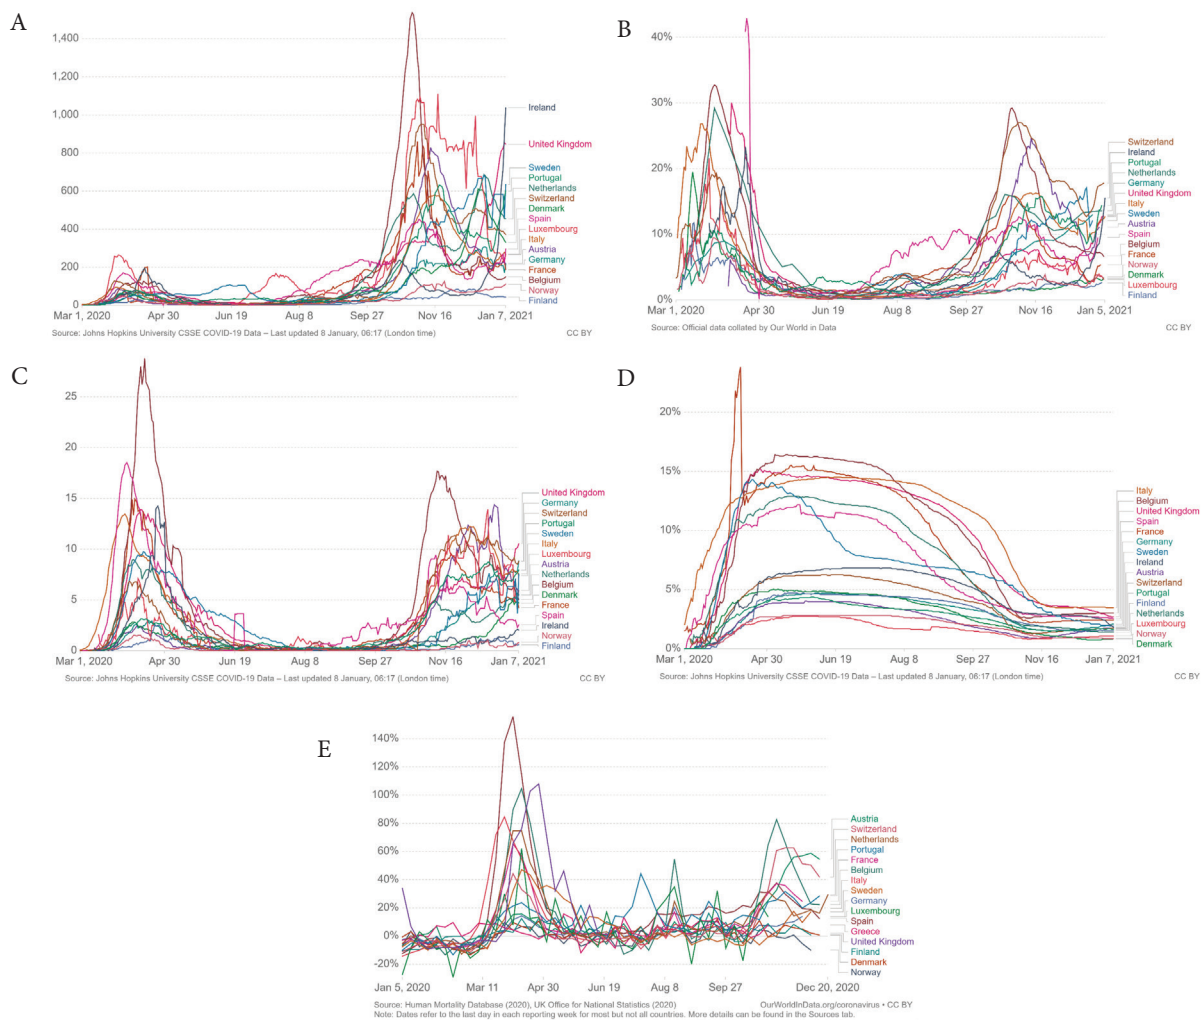 A
1,400
1,200
1,000
800
600
400
200
0
Mar 1, 2020
Apr 30
Jun 19
Aug 8
Sep 27
Nov 16
Jan 7, 2021
Ireland
United Kingdom
Sweden
Portugal
Netherlands
Switzerland
Denmark
Spain
Luxembourg
Italy
Austria
Germany
France
Belgium
Norway
Finland
Source: Johns Hopkins University CSSE COVID-19 Data – Last updated 8 January, 06:17 (London time)
CC BY
B
40%
30%
20%
10%
0%
Mar 1, 2020
Apr 30
Jun 19
Aug 8
Sep 27
Nov 16
Jan 5, 2021
Switzerland
Ireland
Portugal
Netherlands
Germany
United Kingdom
Italy
Sweden
Austria
Spain
Belgium
France
Norway
Denmark
Luxembourg
Finland
Source: Official data collated by Our World in Data
CC BY
C
25
20
15
10
5
0
Mar 1, 2020
Apr 30
Jun 19
Aug 8
Sep 27
Nov 16
Jan 7, 2021
United Kingdom
Germany
Switzerland
Portugal
Sweden
Italy
Luxembourg
Austria
Netherlands
Belgium
Denmark
France
Spain
Ireland
Norway
Finland
Source: Johns Hopkins University CSSE COVID-19 Data – Last updated 8 January, 06:17 (London time)
CC BY
D
20%
15%
10%
5%
0%
Mar 1, 2020
Apr 30
Jun 19
Aug 8
Sep 27
Nov 16
Jan 7, 2021
Italy
Belgium
United Kingdom
Spain
France
Germany
Sweden
Ireland
Austria
Switzerland
Portugal
Finland
Netherlands
Luxembourg
Norway
Denmark
Source: Johns Hopkins University CSSE COVID-19 Data – Last updated 8 January, 06:17 (London time)
CC BY
E
140%
120%
100%
80%
60%
40%
20%
0%
-20%
Jan 5, 2020
Mar 11
Apr 30
Jun 19
Aug 8
Sep 27
Dec 20, 2020
Austria
Switzerland
Netherlands
Portugal
France
Belgium
Italy
Sweden
Germany
Luxembourg
Spain
Greece
United Kingdom
Finland
Denmark
Norway
Source: Human Mortality Database (2020), UK Office for National Statistics (2020)
OurWorldInData.org/coronavirus • CC BY
Note: Dates refer to the last day in each reporting week for most but not all countries. More details can be found in the Sources tab.